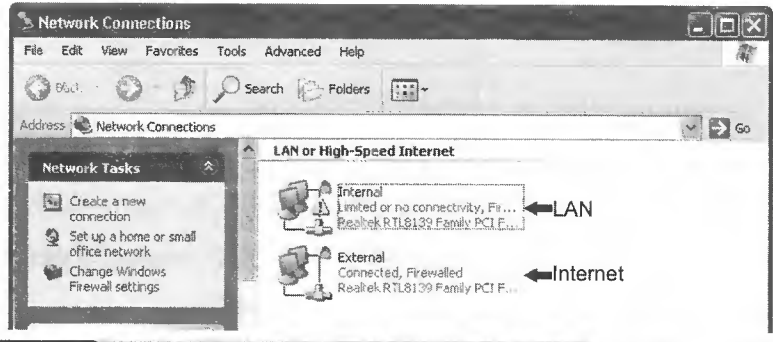 Network Connections
File Edit View Favorites Tools Advanced Help
Back Search Folders
Address Network Connections Go
Network Tasks
Create a new
connection
Set up a home or small
office network
Change Windows
Firewall settings
LAN or High-Speed Internet
Internal
Limited or no connectivity, Fir...
Realtek RTL8139 Family PCI F...
LAN
External
Connected, Firewalled
Realtek RTL8139 Family PCI F...
Internet